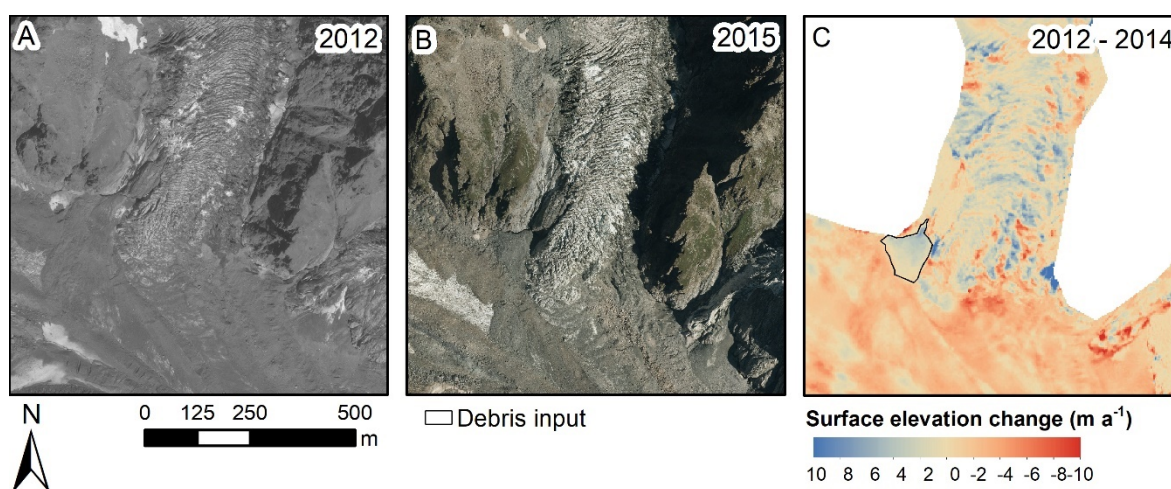 A
2012
B
2015
C
2012 - 2014
N
0 125 250 500
m
Debris input
Surface elevation change (m a⁻¹)
10 8 6 4 2 0 -2 -4 -6 -8-10